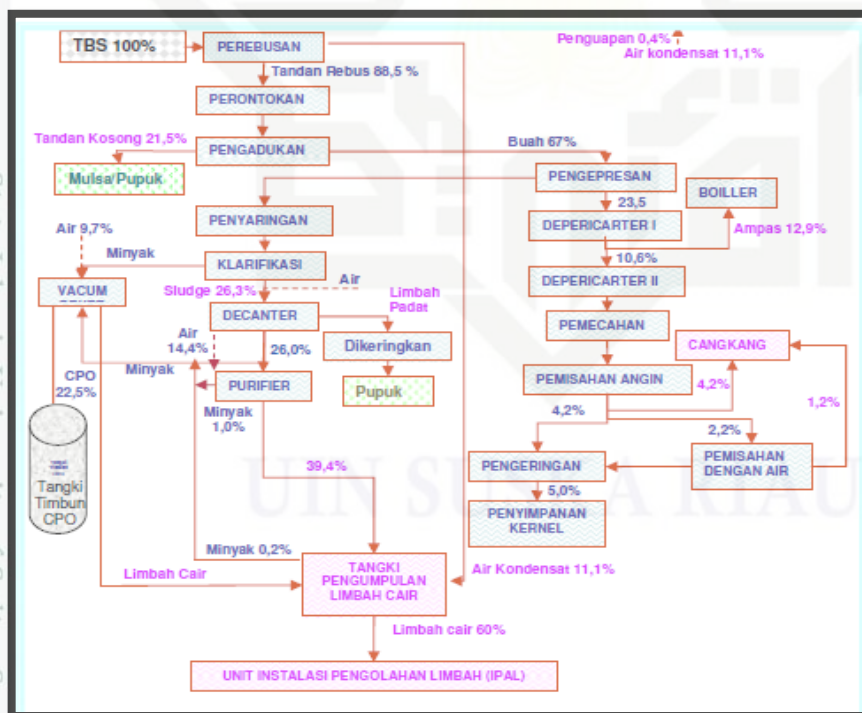 TBS 100%
PEREBUSAN
Penguapan 0,4%
Air kondensat 11,1%
Tandan Rebus 88,5 %
PERONTOKAN
Tandan Kosong 21,5%
PENGADUKAN
Buah 67%
Mulsa/Pupuk
PENGEPRESAN
BOILLER
23,5
PENYARINGAN
DEPERICARTER I
Ampas 12,9%
Air 9,7%
Minyak
KLARIFIKASI
10,6%
VACUM
Sludge 26,3%
Air
Limbah
Padat
DEPERICARTER II
DECANTER
PEMECAHAN
Air
14,4%
26,0%
Dikeringkan
CANGKANG
CPO
22,5%
Minyak
PURIFIER
Pupuk
PEMISAHAN ANGIN
4,2%
1,2%
Minyak
1,0%
4,2%
2,2%
Tangki
Timbun
CPO
39,4%
PENGERINGAN
PEMISAHAN
DENGAN AIR
5,0%
UIN SUSKA RIAU
PENYIMPANAN
KERNEL
Minyak 0,2%
Limbah Cair
TANGKI
PENGUMPULAN
LIMBAH CAIR
Air Kondensat 11,1%
Limbah cair 60%
UNIT INSTALASI PENGOLAHAN LIMBAH (IPAL)